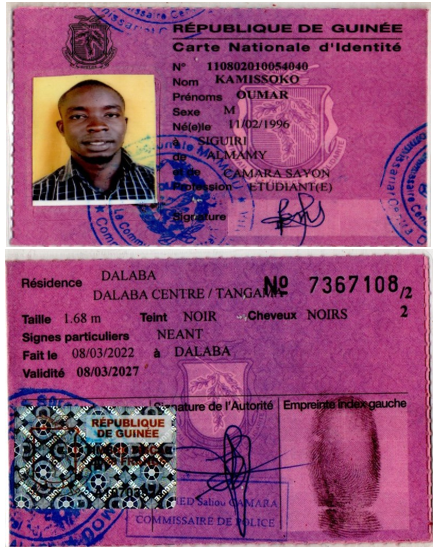 RÉPUBLIQUE DE GUINÉE
Carte Nationale d'Identité
N° 110802010054040
Nom KAMISSOKO
Prénoms OUMAR
Sexe M
Né(e)le 11/02/1996
à SIGUIRI
de MALMAMY
et de CAMARA SAYON
Profession ETUDIANT(E)
Signature
Résidence DALABA
DALABA CENTRE / TANGAMA
№ 7367108/2
2
Taille 1.68 m Teint NOIR Cheveux NOIRS
Signes particuliers NEANT
Fait le 08/03/2022 à DALABA
Validité 08/03/2027
Signature de l'Autorité Empreinte index gauche
RÉPUBLIQUE
DE GUINÉE
Saliou CAMARA
COMMISSAIRE DE POLICE